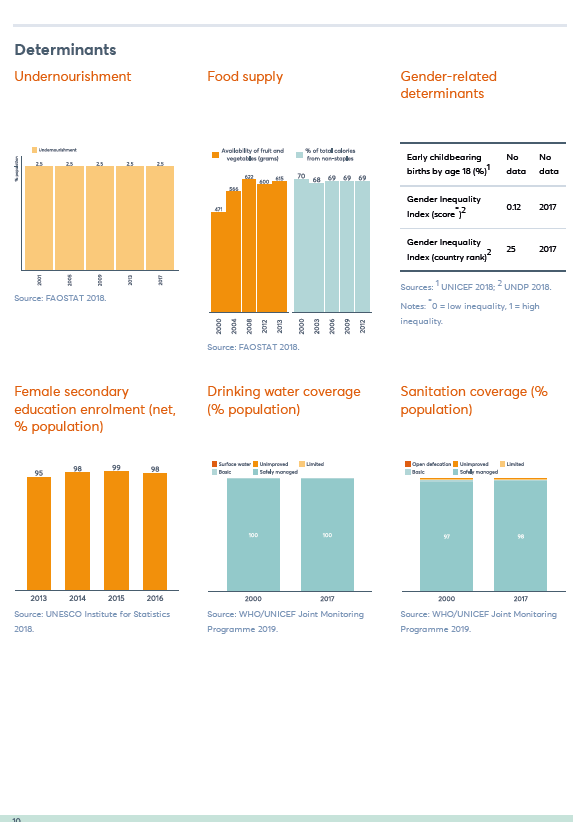 Determinants
Undernourishment
Undernourishment
% population
2.5 2.5 2.5 2.5 2.5
Source: FAOSTAT 2018.
Food supply
Availability of fruit and
vegetables (grams)
% of total calories
from non-staples
471 566 622 600 615
70 68 69 69 69
2000 2004 2008 2012 2013
2000 2003 2006 2009 2012
Source: FAOSTAT 2018.
Gender-related
determinants
Early childbearing
births by age 18 (%)1 No data No data
Gender Inequality
Index (score*)2 0.12 2017
Gender Inequality
Index (country rank)2 25 2017
Sources: 1 UNICEF 2018; 2 UNDP 2018.
Notes: *0 = low inequality, 1 = high
inequality.
Female secondary
education enrolment (net,
% population)
95 98 99 98
2013 2014 2015 2016
Source: UNESCO Institute for Statistics
2018.
Drinking water coverage
(% population)
Surface water Unimproved Limited
Basic Safely managed
100 100
2000 2017
Source: WHO/UNICEF Joint Monitoring
Programme 2019.
Sanitation coverage (%
population)
Open defecation Unimproved Limited
Basic Safely managed
97 98
2000 2017
Source: WHO/UNICEF Joint Monitoring
Programme 2019.